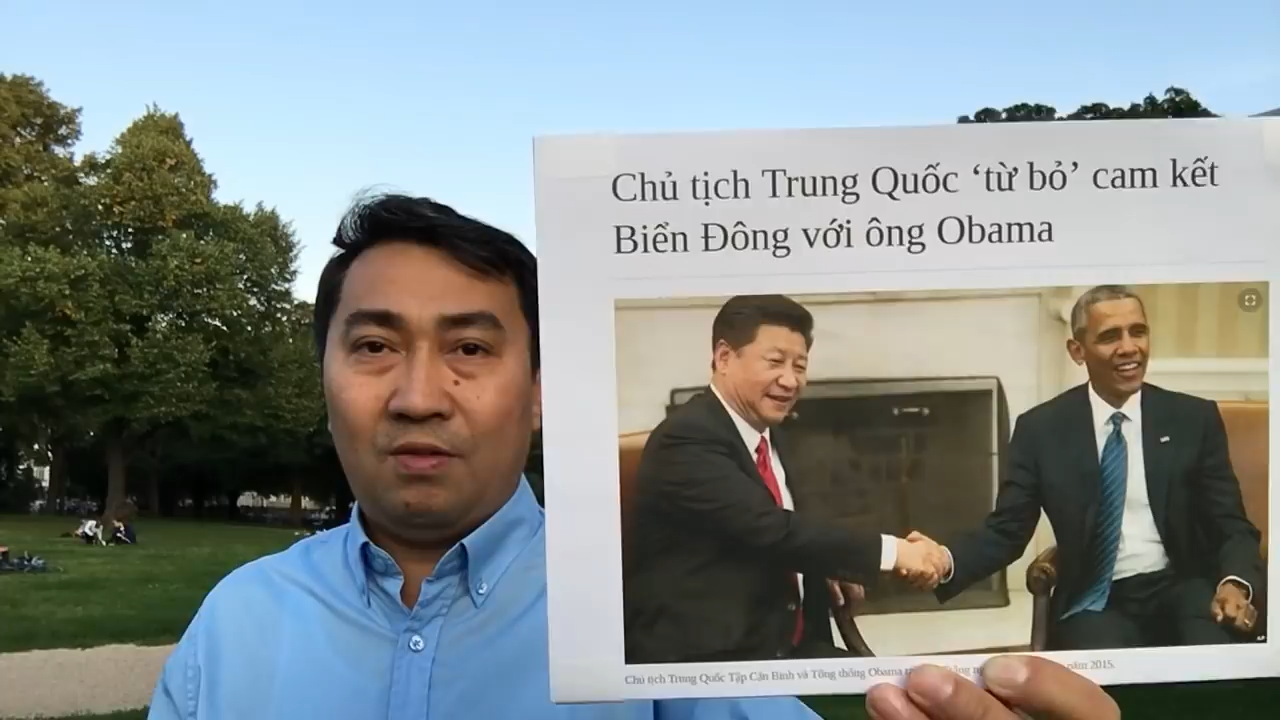 Chủ tịch Trung Quốc ‘từ bỏ’ cam kết
Biển Đông với ông Obama
Chủ tịch Trung Quốc Tập Cận Bình và Tổng thống Obama năm 2015.
AP